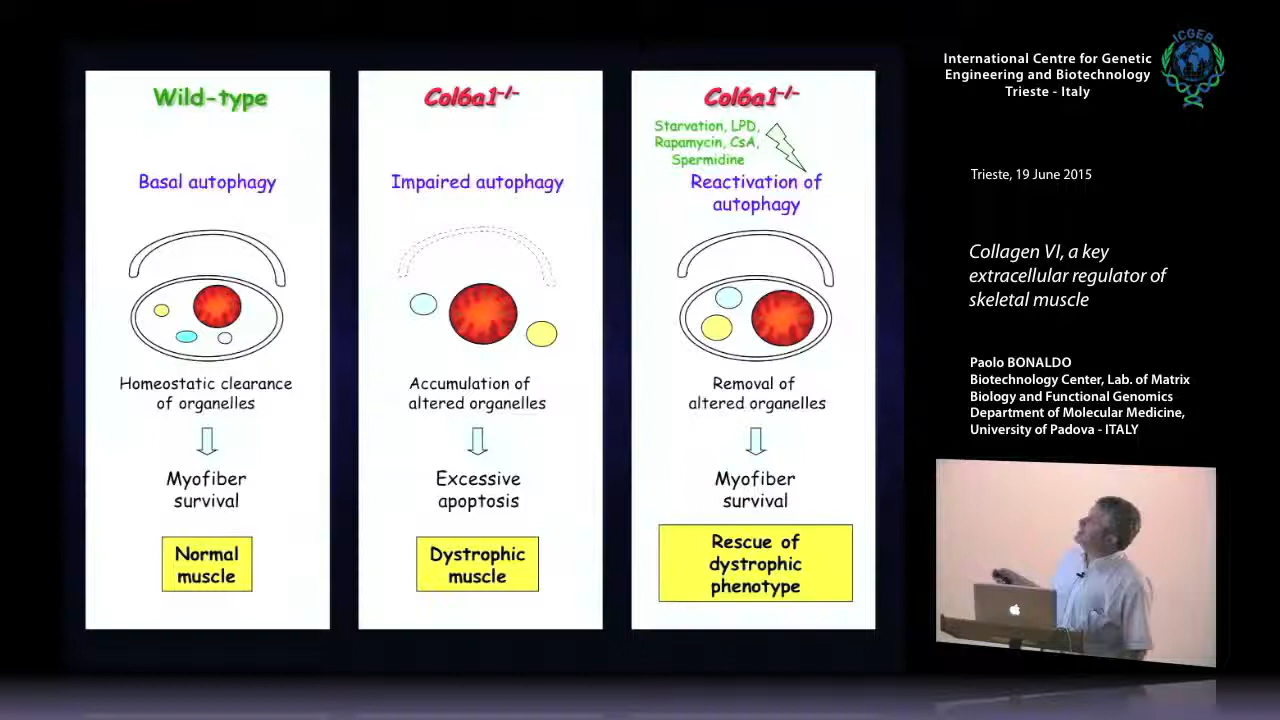 Wild-type
Basal autophagy
Homeostatic clearance
of organelles
Myofiber
survival
Normal
muscle
Col6a1-/-
Impaired autophagy
Accumulation of
altered organelles
Excessive
apoptosis
Dystrophic
muscle
Col6a1-/-
Starvation, LPD,
Rapamycin, CsA,
Spermidine
Reactivation of
autophagy
Removal of
altered organelles
Myofiber
survival
Rescue of
dystrophic
phenotype
International Centre for Genetic
Engineering and Biotechnology
Trieste - Italy
ICGEB
Trieste, 19 June 2015
Collagen VI, a key
extracellular regulator of
skeletal muscle
Paolo BONALDO
Biotechnology Center, Lab. of Matrix
Biology and Functional Genomics
Department of Molecular Medicine,
University of Padova - ITALY